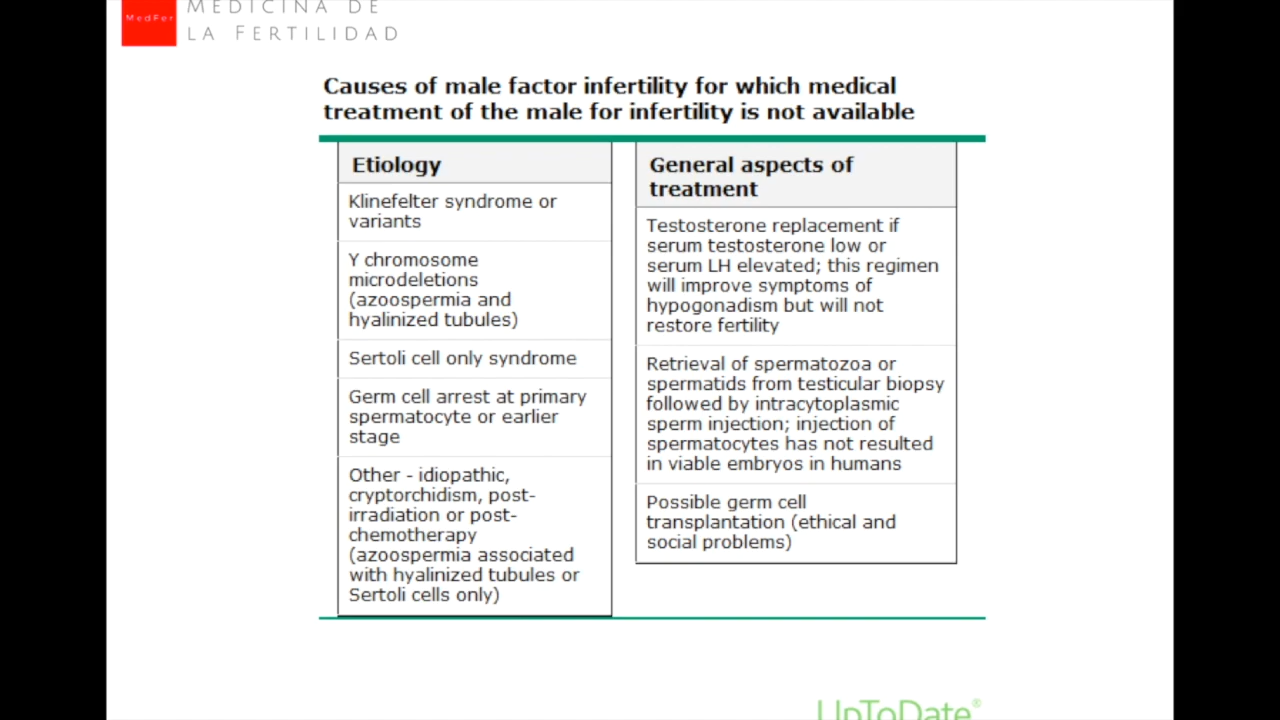 MedFer
MEDICINA DE
LA FERTILIDAD
Causes of male factor infertility for which medical
treatment of the male for infertility is not available
Etiology
Klinefelter syndrome or
variants
Y chromosome
microdeletions
(azoospermia and
hyalinized tubules)
Sertoli cell only syndrome
Germ cell arrest at primary
spermatocyte or earlier
stage
Other - idiopathic,
cryptorchidism, post-
irradiation or post-
chemotherapy
(azoospermia associated
with hyalinized tubules or
Sertoli cells only)
General aspects of
treatment
Testosterone replacement if
serum testosterone low or
serum LH elevated; this regimen
will improve symptoms of
hypogonadism but will not
restore fertility
Retrieval of spermatozoa or
spermatids from testicular biopsy
followed by intracytoplasmic
sperm injection; injection of
spermatocytes has not resulted
in viable embryos in humans
Possible germ cell
transplantation (ethical and
social problems)
UpToDate®